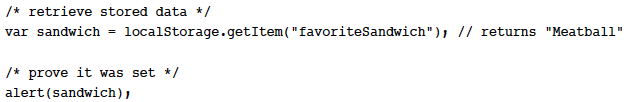 /* retrieve stored data */
var sandwich = localStorage.getItem("favoriteSandwich"); // returns "Meatball"
/* prove it was set */
alert(sandwich);